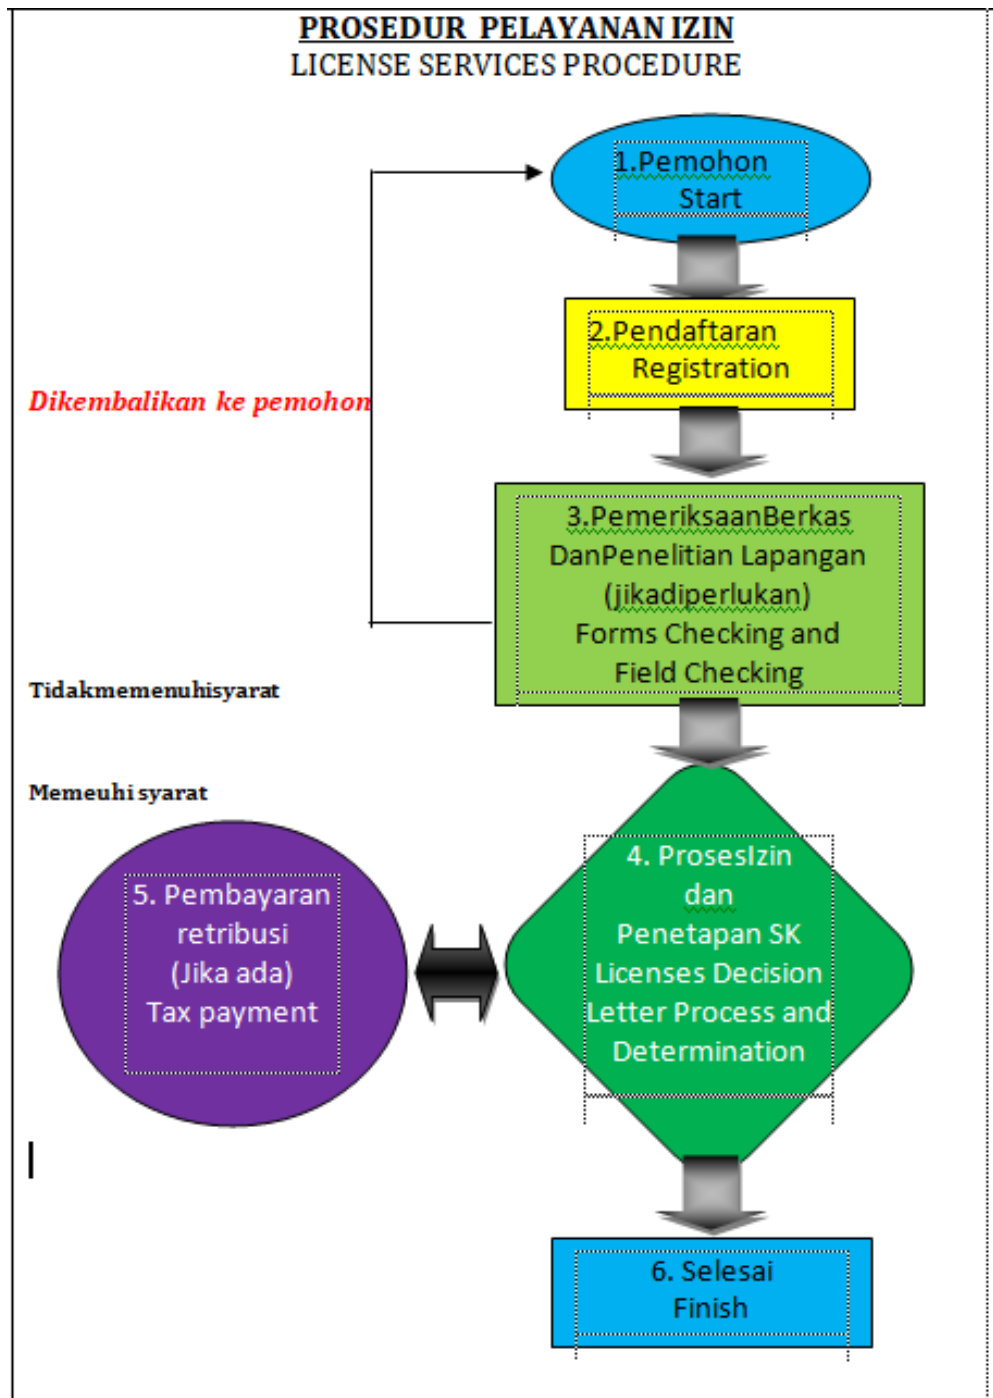 PROSEDUR PELAYANAN IZIN
LICENSE SERVICES PROCEDURE
1.Pemohon
Start
2.Pendaftaran
Registration
Dikembalikan ke pemohon
3.PemeriksaanBerkas
DanPenelitian Lapangan
(jikadiperlukan)
Forms Checking and
Field Checking
Tidakmemenuhisyarat
Memeuhi syarat
4. ProsesIzin
dan
Penetapan SK
Licenses Decision
Letter Process and
Determination
5. Pembayaran
retribusi
(Jika ada)
Tax payment
6. Selesai
Finish